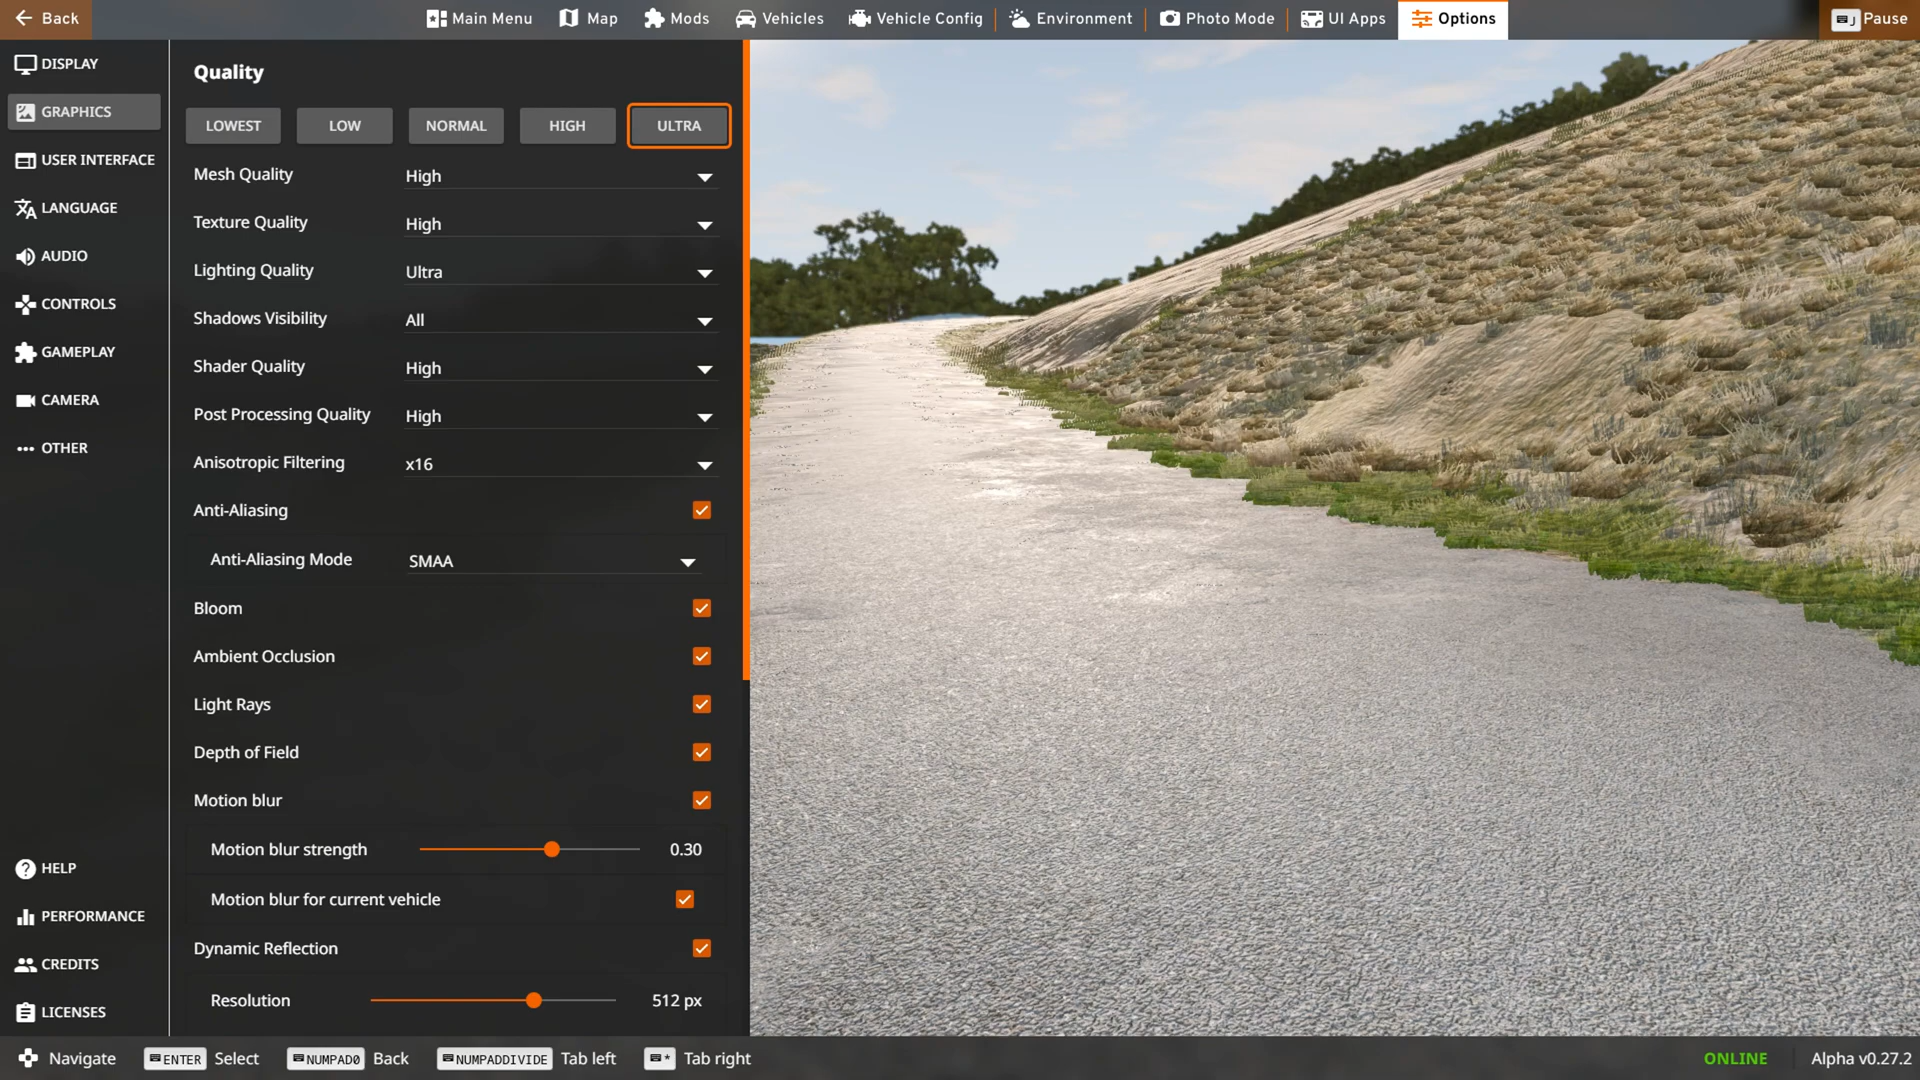 Back
Main Menu
Map
Mods
Vehicles
Vehicle Config
Environment
Photo Mode
UI Apps
Options
J Pause
DISPLAY
GRAPHICS
USER INTERFACE
LANGUAGE
AUDIO
CONTROLS
GAMEPLAY
CAMERA
OTHER
HELP
PERFORMANCE
CREDITS
LICENSES
Quality
LOWEST
LOW
NORMAL
HIGH
ULTRA
Mesh Quality High
Texture Quality High
Lighting Quality Ultra
Shadows Visibility All
Shader Quality High
Post Processing Quality High
Anisotropic Filtering x16
Anti-Aliasing
Anti-Aliasing Mode SMAA
Bloom
Ambient Occlusion
Light Rays
Depth of Field
Motion blur
Motion blur strength 0.30
Motion blur for current vehicle
Dynamic Reflection
Resolution 512 px
Navigate
ENTER Select
NUMPAD0 Back
NUMPADDIVIDE Tab left
* Tab right
ONLINE
Alpha v0.27.2